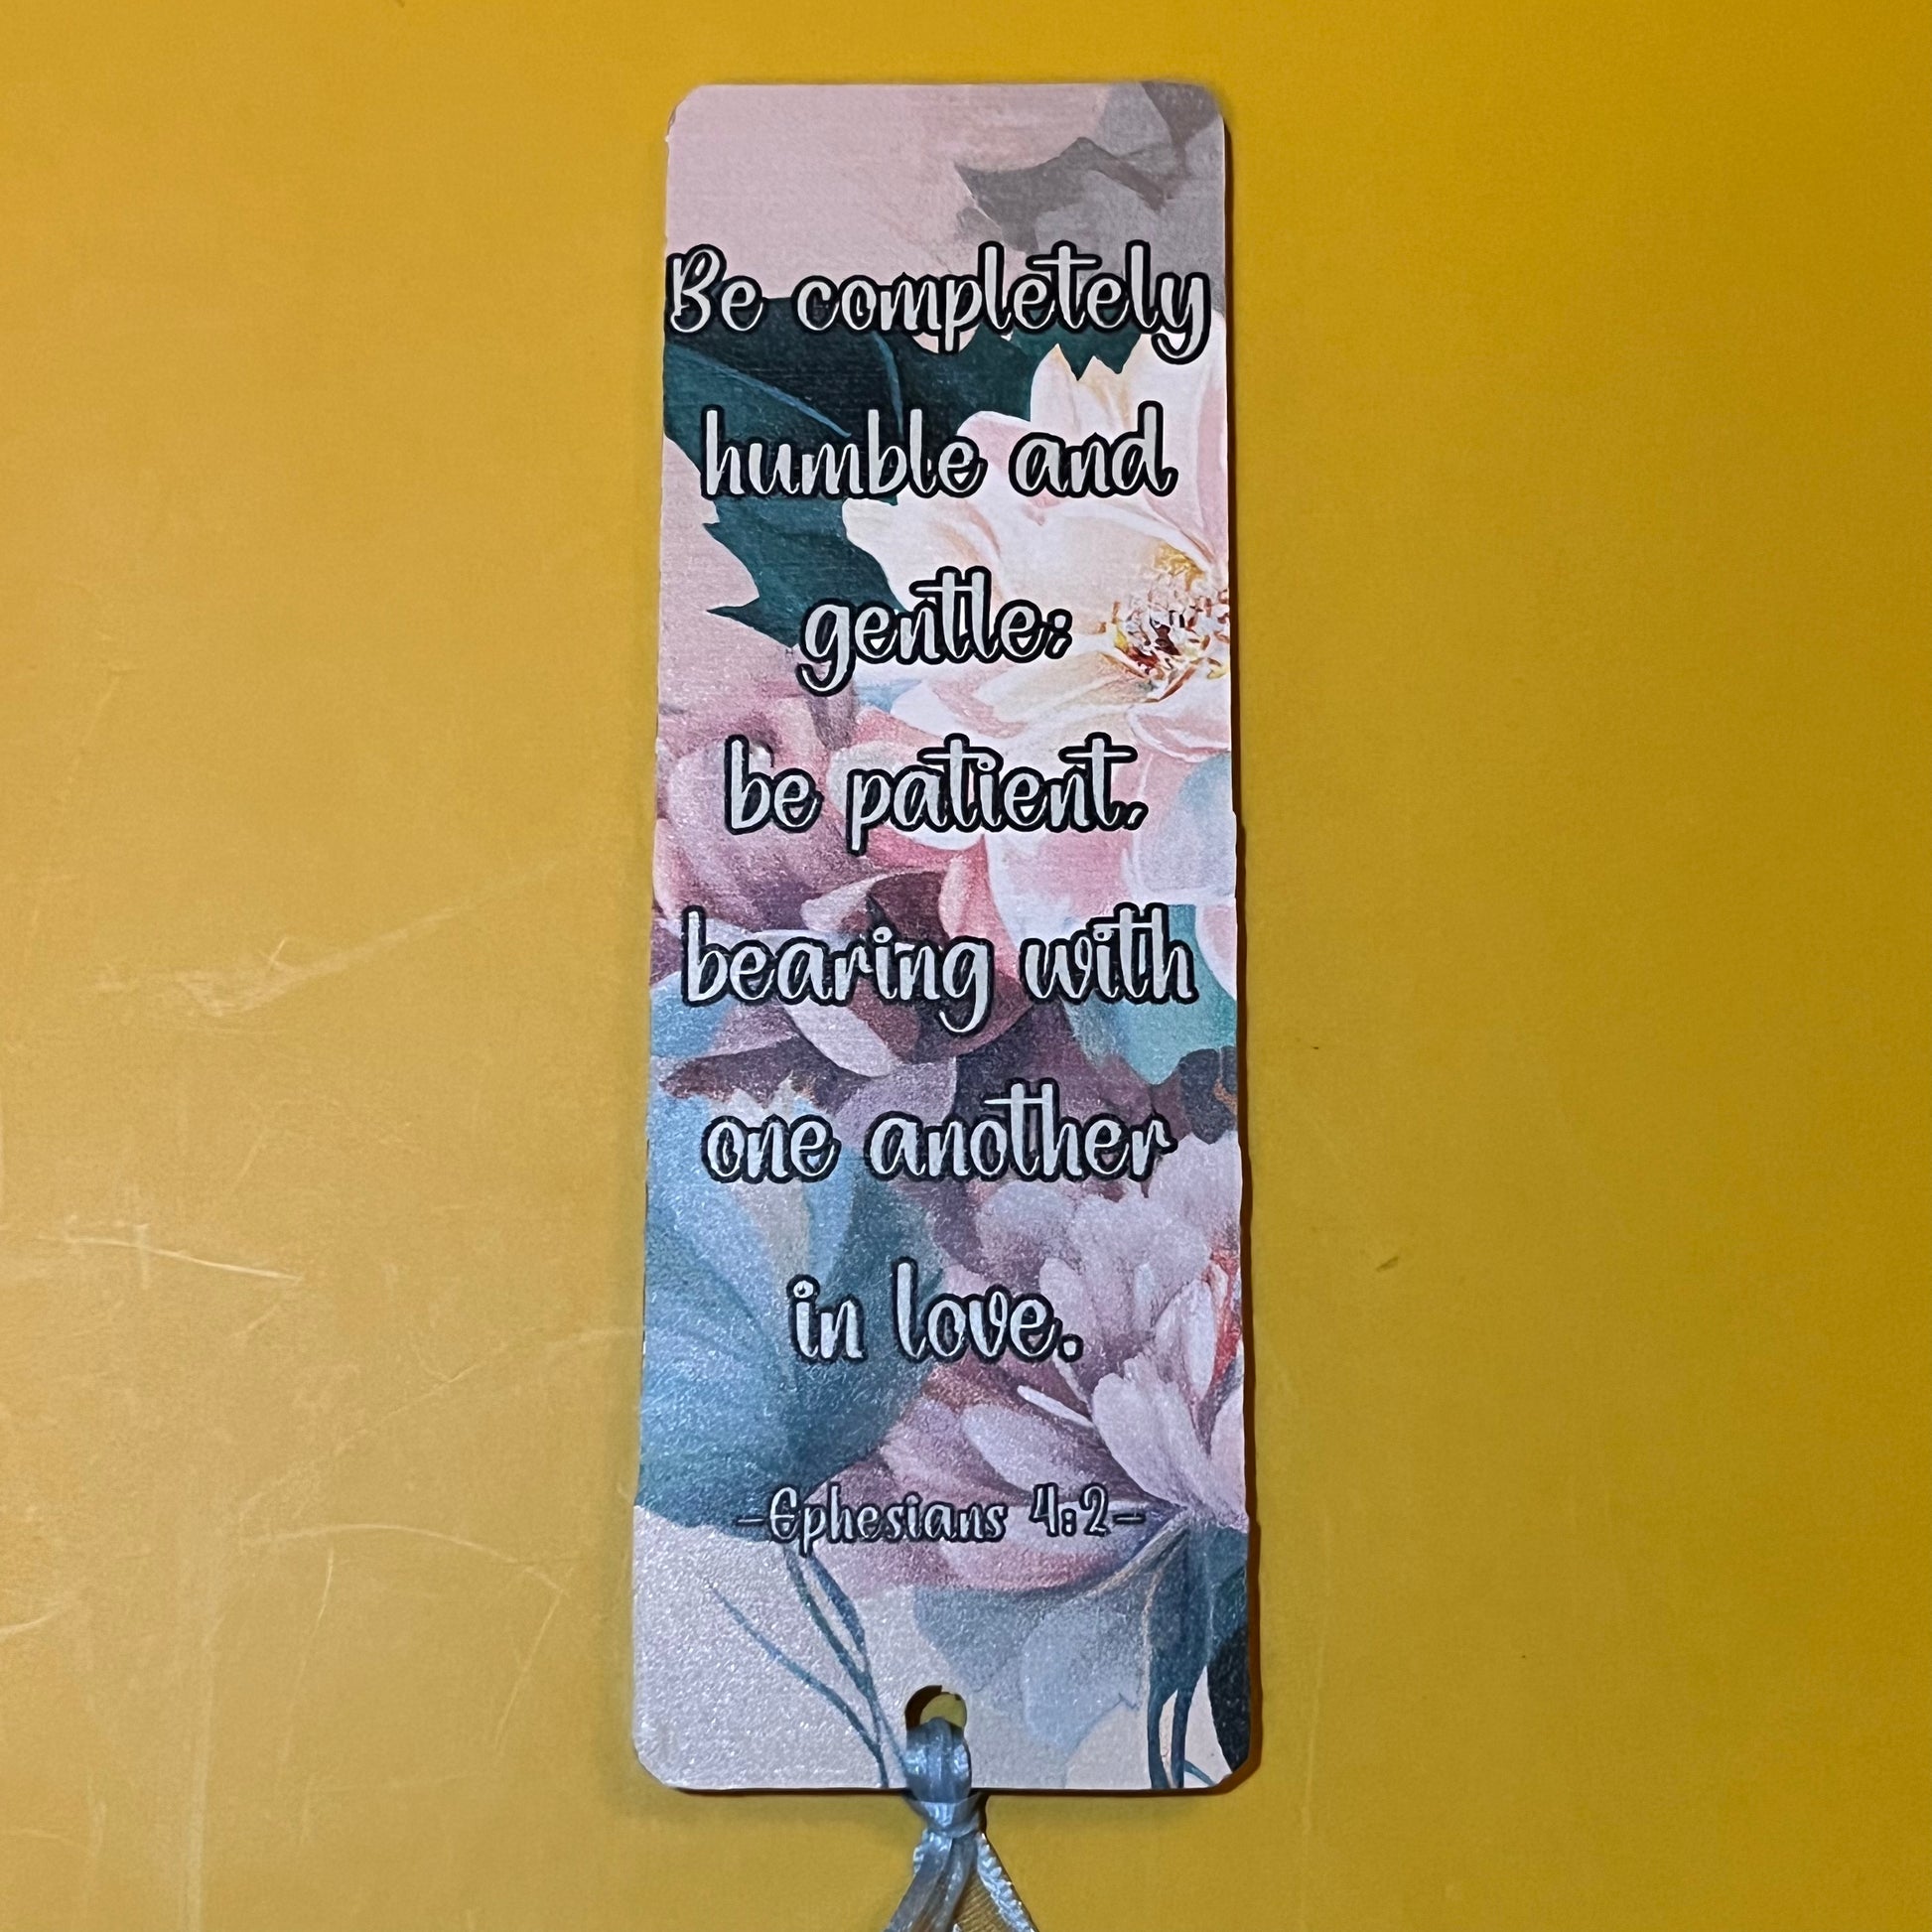 Be completely
humble and
gentle;
be patient,
bearing with
one another
in love.
-Ephesians 4:2-